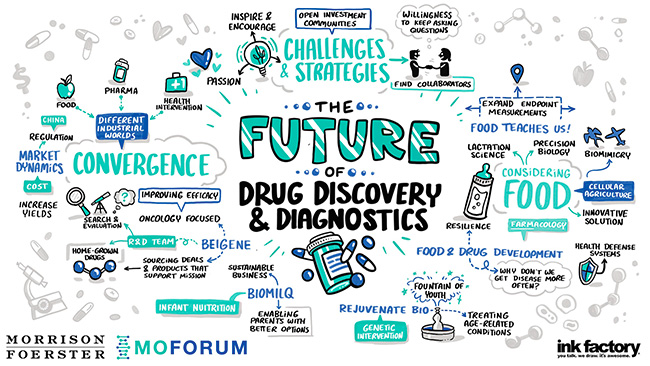 THE
FUTURE
OF
DRUG DISCOVERY
& DIAGNOSTICS
INSPIRE &
ENCOURAGE
PASSION
OPEN INVESTMENT
COMMUNITIES
CHALLENGES
& STRATEGIES
WILLINGNESS
TO KEEP ASKING
QUESTIONS
FIND COLLABORATORS
FOOD
PHARMA
HEALTH
INTERVENTION
DIFFERENT
INDUSTRIAL
WORLDS
CONVERGENCE
CHINA
REGULATION
MARKET
DYNAMICS
COST
INCREASE
YIELDS
?
SEARCH &
EVALUATION
IMPROVING EFFICACY
ONCOLOGY FOCUSED
R&D TEAM
BEIGENE
HOME-GROWN
DRUGS
SOURCING DEALS
& PRODUCTS THAT
SUPPORT MISSION
SUSTAINABLE
BUSINESS
BIOMILQ
INFANT NUTRITION
ENABLING
PARENTS WITH
BETTER OPTIONS
EXPAND ENDPOINT
MEASUREMENTS
FOOD TEACHES US!
LACTATION
SCIENCE
PRECISION
BIOLOGY
BIOMIMICRY
CONSIDERING
FOOD
CELLULAR
AGRICULTURE
INNOVATIVE
SOLUTION
FARMACOLOGY
RESILIENCE
FOOD & DRUG DEVELOPMENT
HEALTH DEFENSE
SYSTEMS
WHY DON'T WE
GET DISEASE MORE
OFTEN?
FOUNTAIN OF
YOUTH
REJUVENATE BIO
GENETIC
INTERVENTION
TREATING
AGE-RELATED
CONDITIONS
MORRISON
FOERSTER
MOFORUM
ink factory
you talk. we draw. it's awesome.